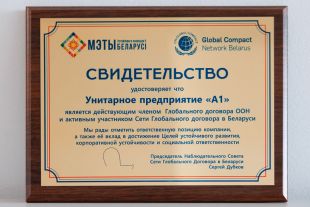 МЭТЫ
БЕЛАРУСІ
Global Compact
Network Belarus
СВИДЕТЕЛЬСТВО
удостоверяет что
Унитарное предприятие «А1»
является действующим членом Глобального договора ООН
и активным участником Сети Глобального договора в Беларуси
Мы рады отметить ответственную позицию компании,
а также её вклад в достижение Целей устойчивого развития,
корпоративной устойчивости и социальной ответственности
Председатель Наблюдательного Совета
Сети Глобального Договора в Беларуси
Сергей Дубков